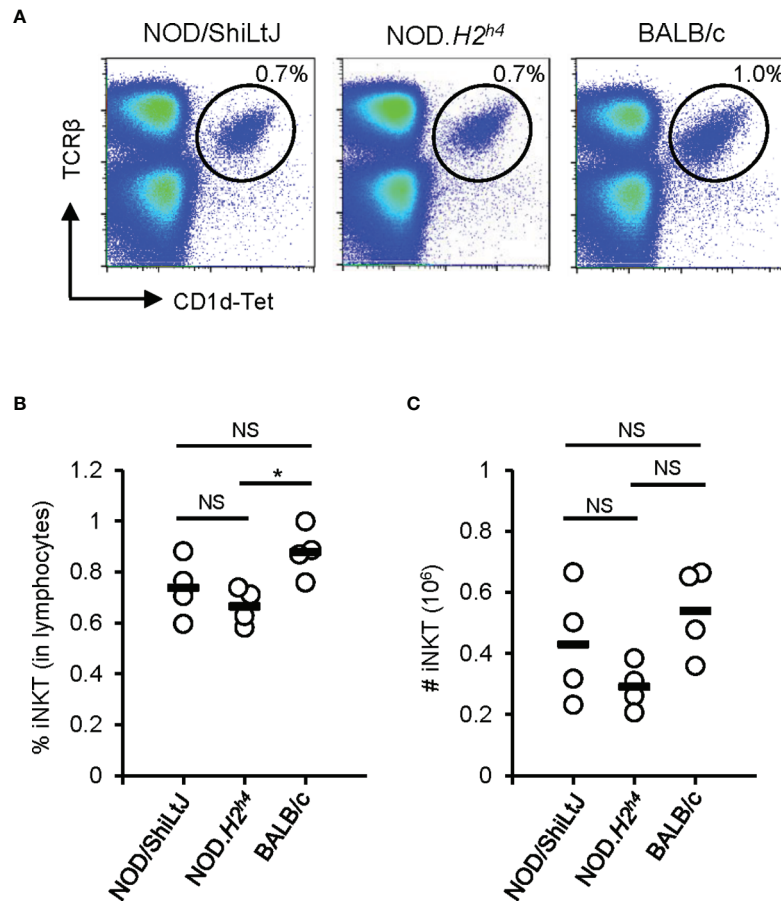 A
NOD/ShiLtJ NOD.H2ʰ⁴ BALB/c
0.7% 0.7% 1.0%
TCRβ
CD1d-Tet
B
NS
NS *
1.2
1
0.8
0.6
0.4
0.2
0
% iNKT (in lymphocytes)
NOD/ShiLtJ
NOD.H2ʰ⁴
BALB/c
C
NS
NS
NS
1
0.8
0.6
0.4
0.2
0
# iNKT (10⁶)
NOD/ShiLtJ
NOD.H2ʰ⁴
BALB/c